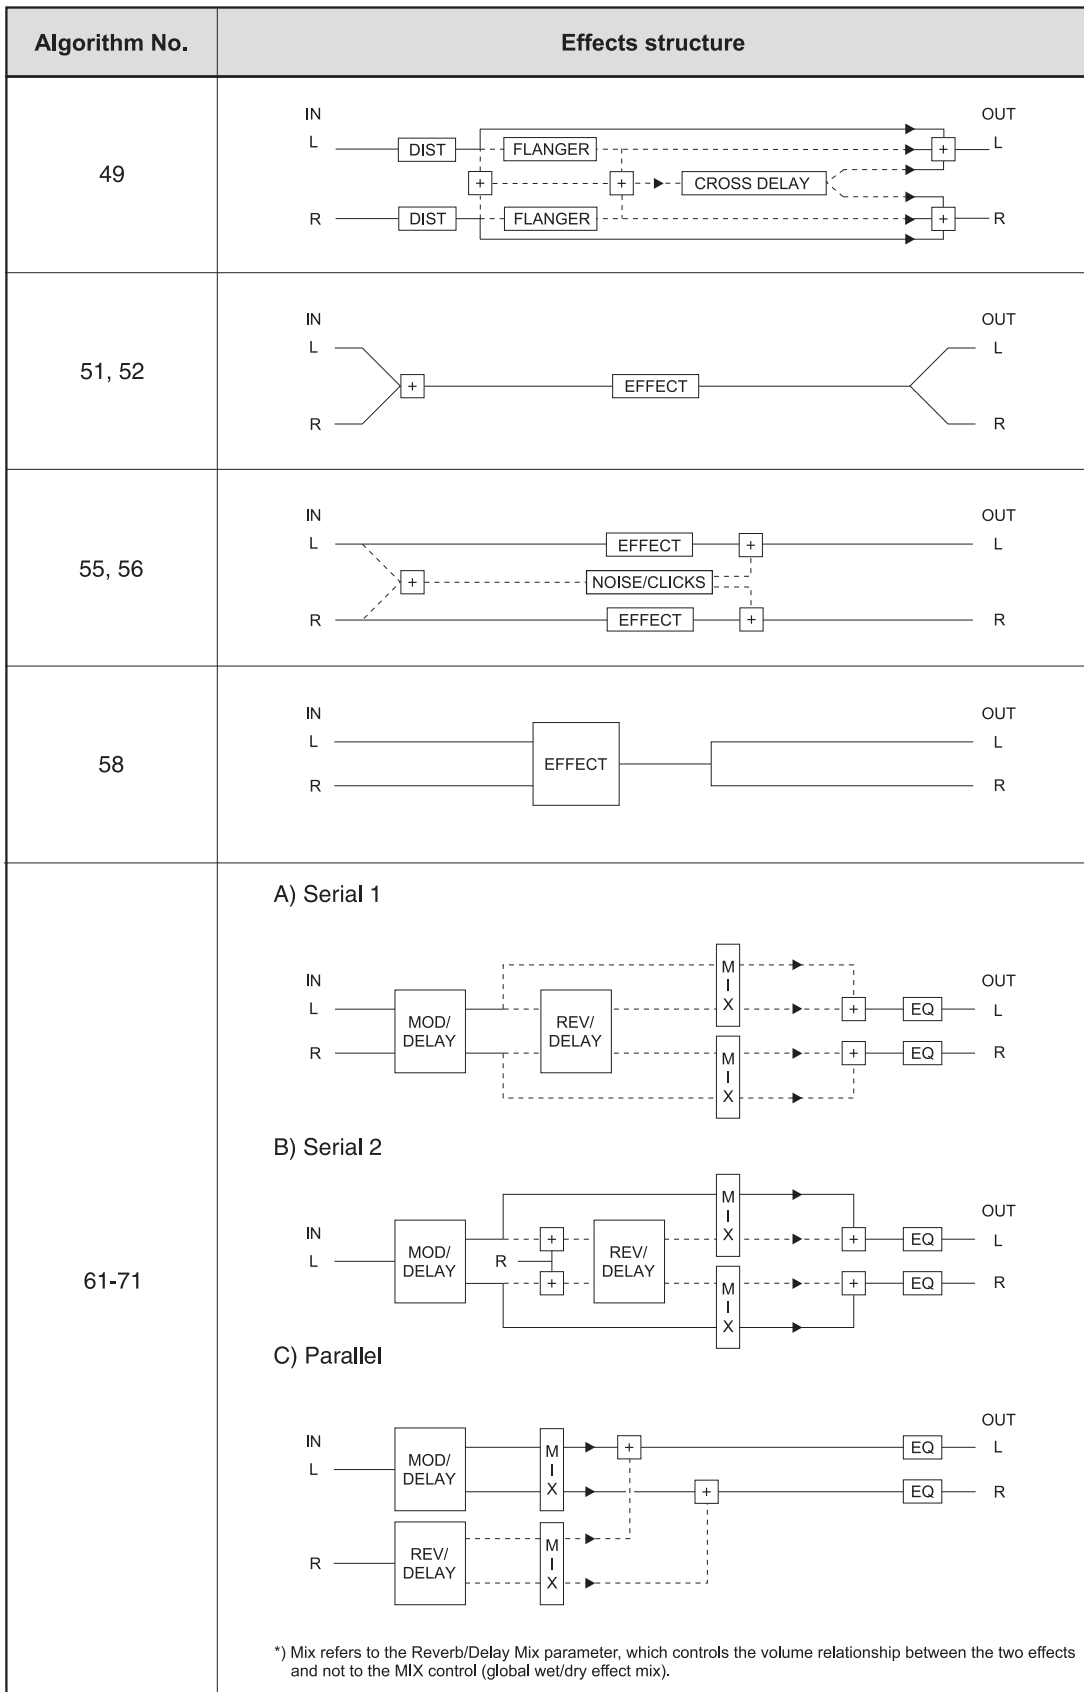 Algorithm No.
Effects structure
49
IN
OUT
L
DIST
FLANGER
+
L
+
+
CROSS DELAY
R
DIST
FLANGER
+
R
51, 52
IN
OUT
L
L
+
EFFECT
R
R
55, 56
IN
OUT
L
EFFECT
+
L
+
NOISE/CLICKS
R
EFFECT
+
R
58
IN
OUT
L
L
EFFECT
R
R
61-71
A) Serial 1
IN
OUT
L
MOD/
DELAY
REV/
DELAY
M
I
X
+
EQ
L
R
M
I
X
+
EQ
R
B) Serial 2
IN
OUT
L
MOD/
DELAY
+
R
+
REV/
DELAY
M
I
X
+
EQ
L
M
I
X
+
EQ
R
C) Parallel
IN
OUT
L
MOD/
DELAY
M
I
X
+
EQ
L
+
EQ
R
R
REV/
DELAY
M
I
X
*) Mix refers to the Reverb/Delay Mix parameter, which controls the volume relationship between the two effects
and not to the MIX control (global wet/dry effect mix).